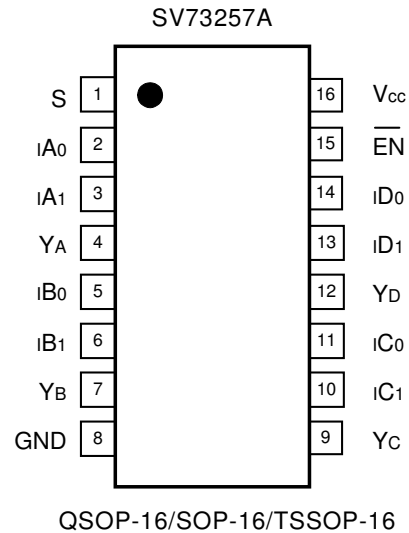 SV73257A
S 1 16 Vcc
IA0 2 15 EN
IA1 3 14 ID0
YA 4 13 ID1
IB0 5 12 YD
IB1 6 11 IC0
YB 7 10 IC1
GND 8 9 YC
QSOP-16/SOP-16/TSSOP-16